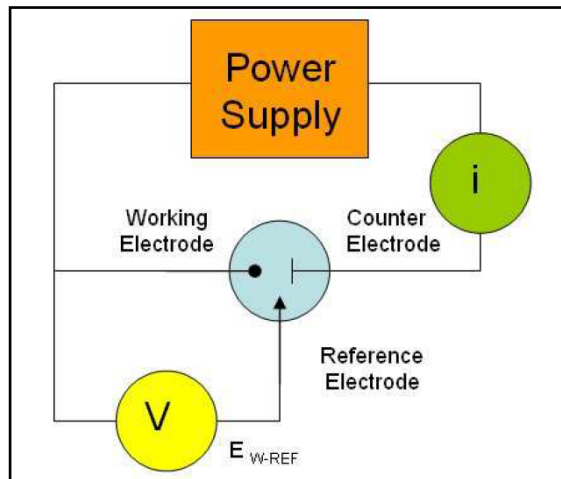 Power
Supply
i
Working
Electrode
Counter
Electrode
Reference
Electrode
V
E W-REF